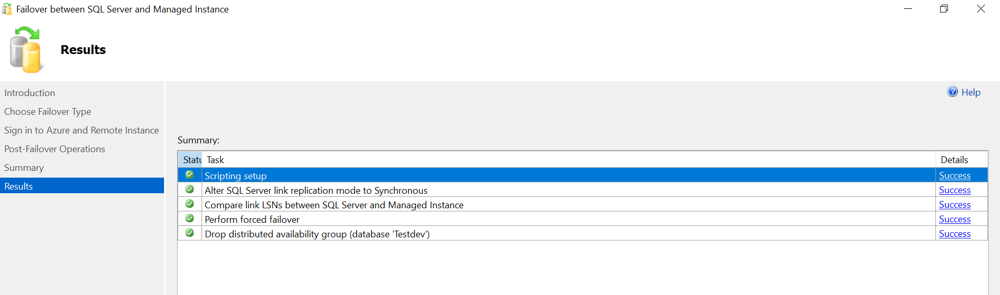 Failover between SQL Server and Managed Instance
Results
Introduction
Choose Failover Type
Sign in to Azure and Remote Instance
Post-Failover Operations
Summary
Results
Help
Summary:
Statu Task Details
Scripting setup Success
Alter SQL Server link replication mode to Synchronous Success
Compare link LSNs between SQL Server and Managed Instance Success
Perform forced failover Success
Drop distributed availability group (database 'Testdev') Success